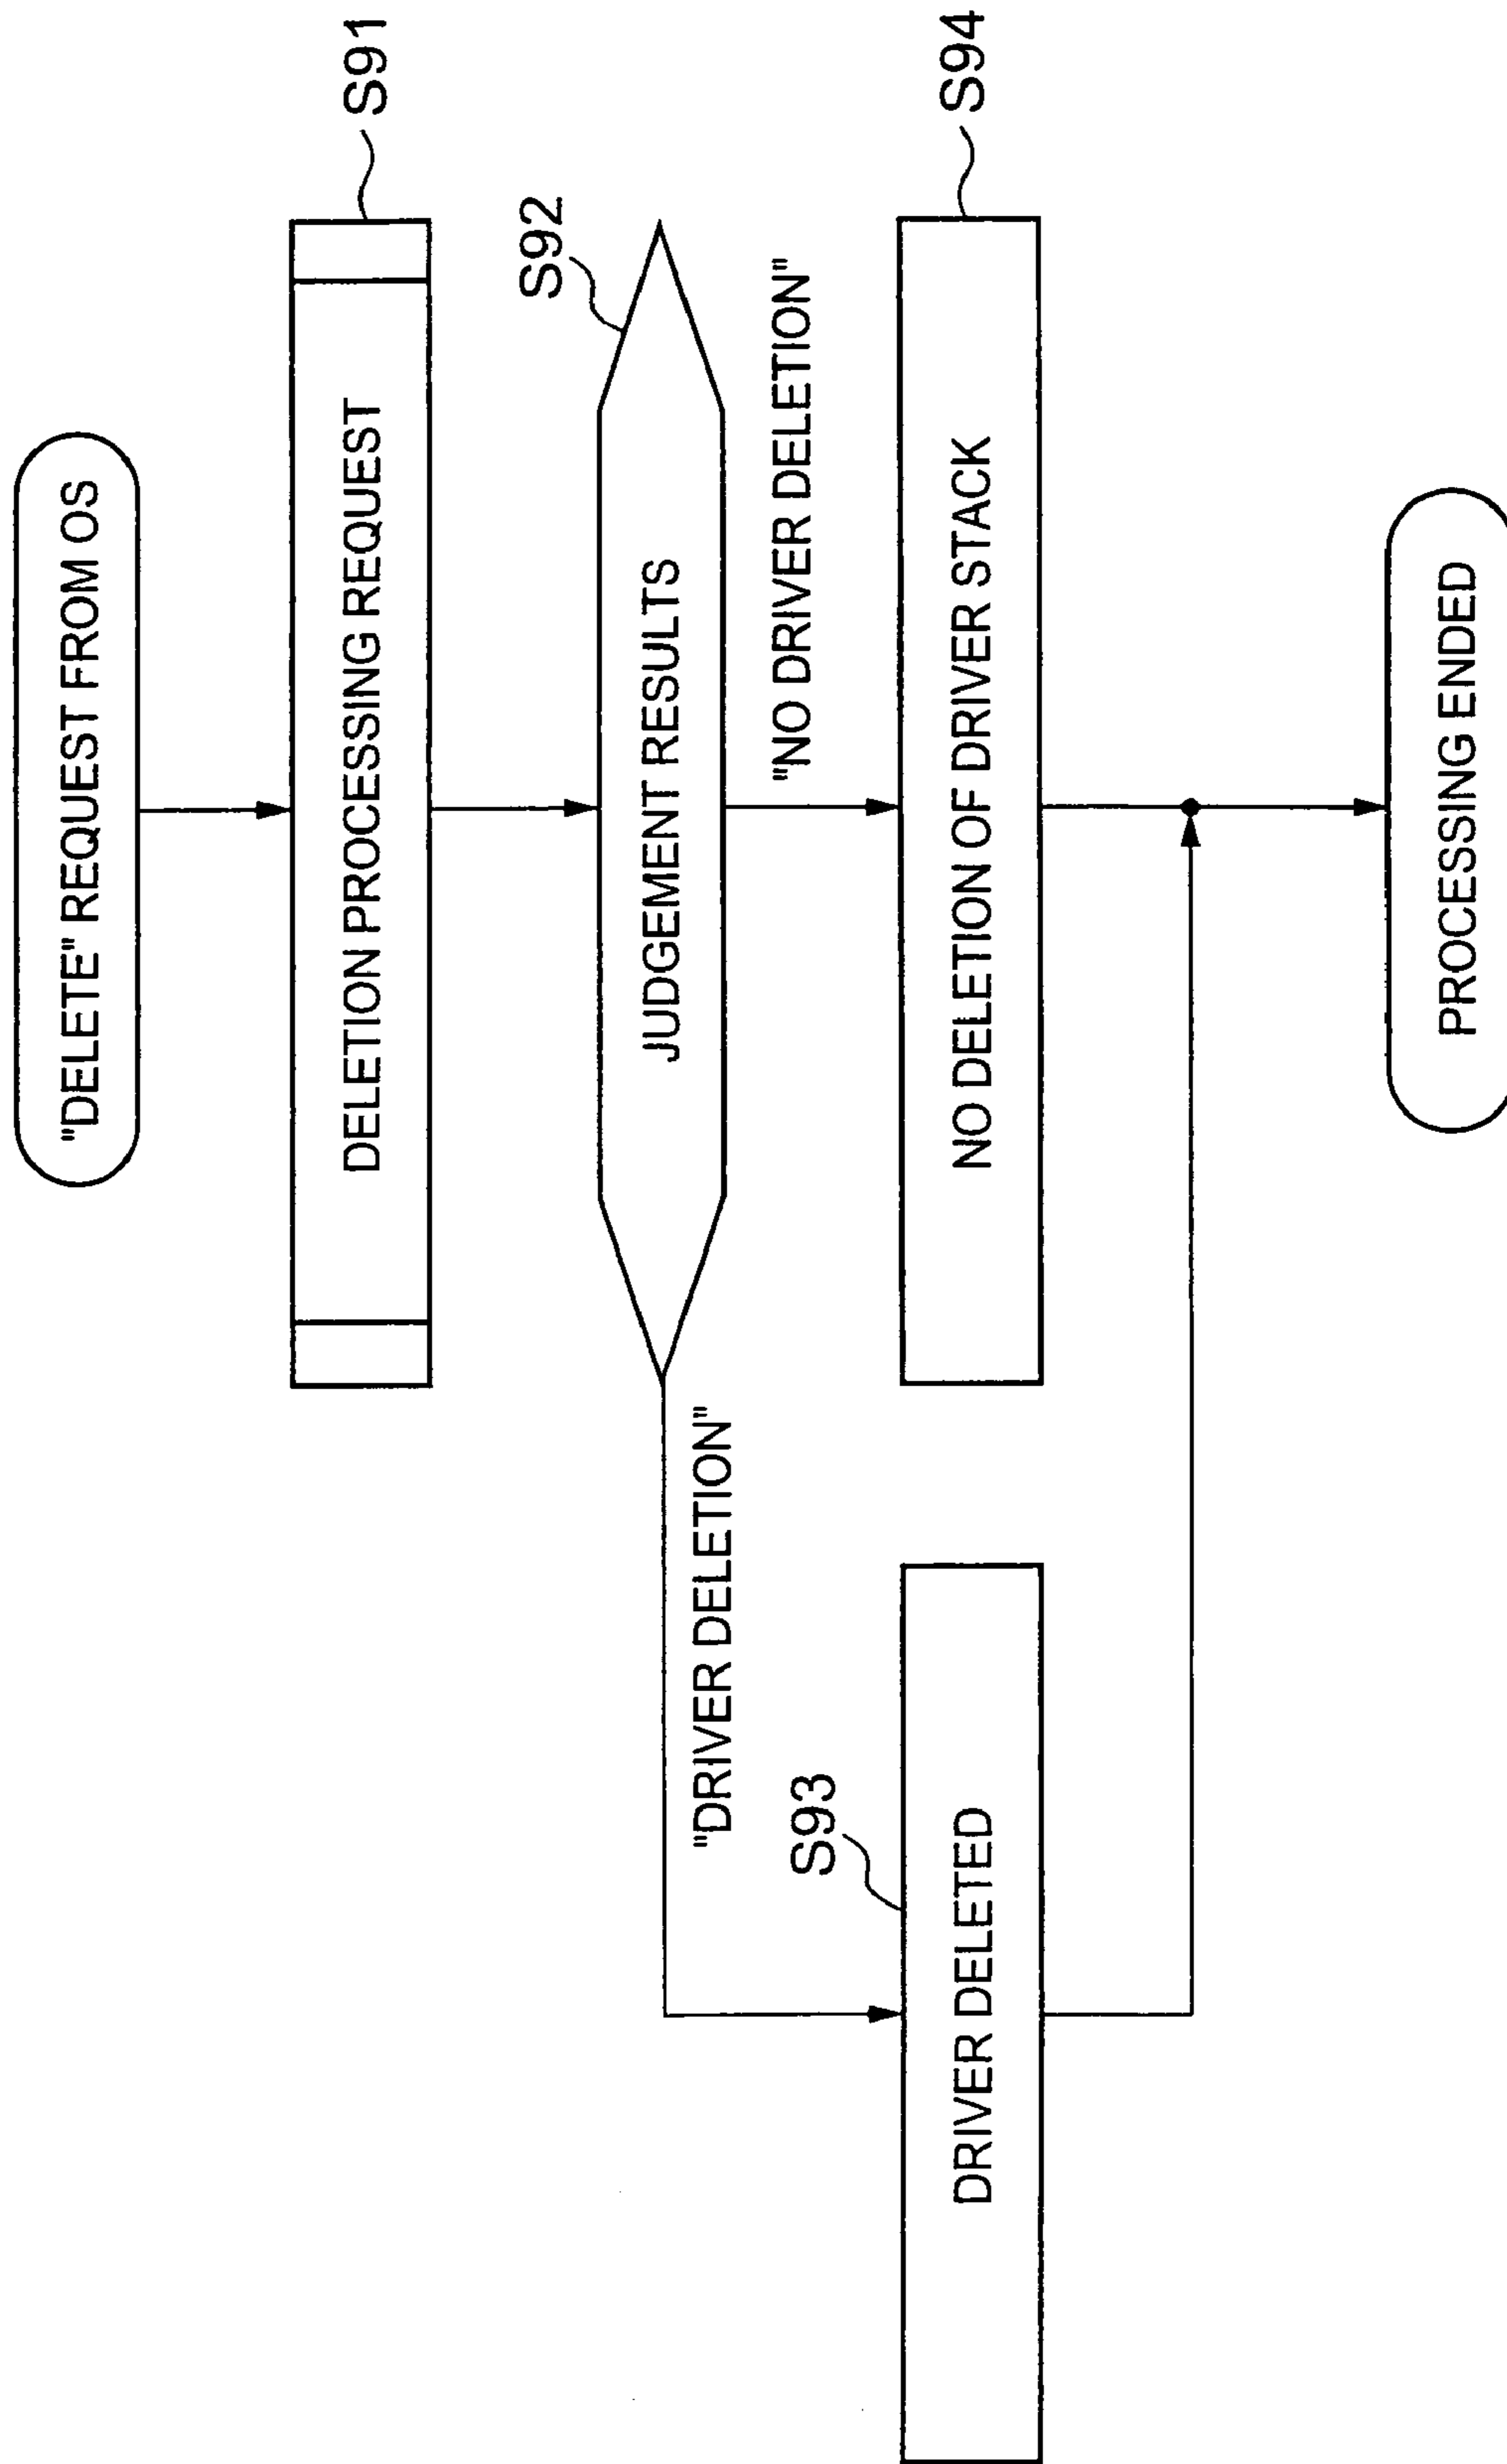 "DELETE" REQUEST FROM OS
DELETION PROCESSING REQUEST
S91
S92
JUDGEMENT RESULTS
"DRIVER DELETION"
"NO DRIVER DELETION"
S93
DRIVER DELETED
NO DELETION OF DRIVER STACK
S94
PROCESSING ENDED